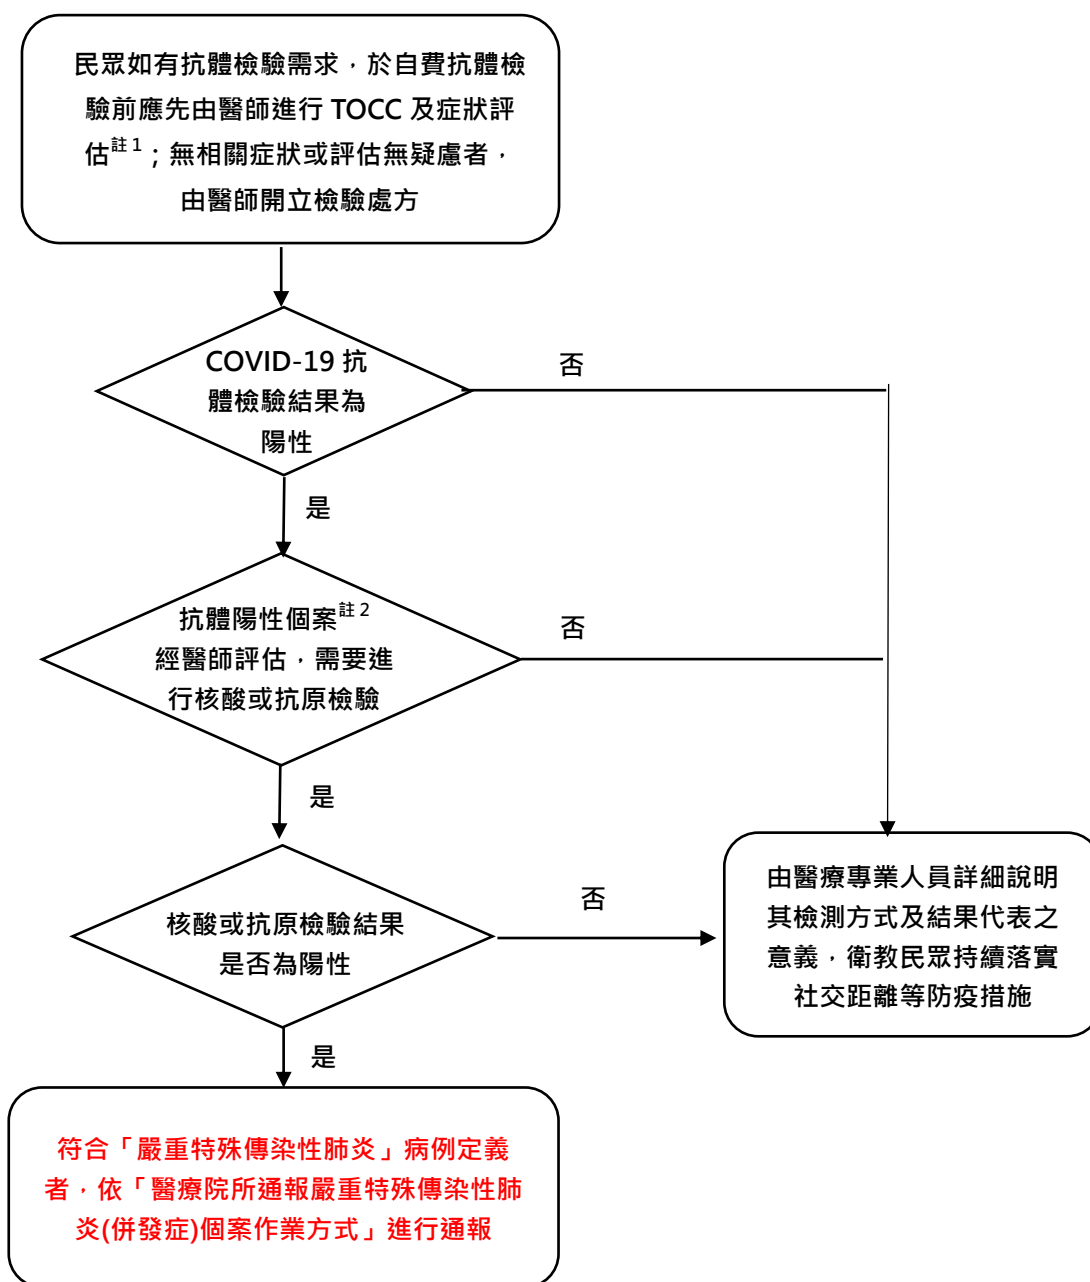 民眾如有抗體檢驗需求，於自費抗體檢
驗前應先由醫師進行 TOCC 及症狀評
估註1；無相關症狀或評估無疑慮者，
由醫師開立檢驗處方
COVID-19 抗
體檢驗結果為
陽性
否
是
抗體陽性個案註2
經醫師評估，需要進
行核酸或抗原檢驗
否
是
核酸或抗原檢驗結果
是否為陽性
否
由醫療專業人員詳細說明
其檢測方式及結果代表之
意義，衛教民眾持續落實
社交距離等防疫措施
是
符合「嚴重特殊傳染性肺炎」病例定義
者，依「醫療院所通報嚴重特殊傳染性肺
炎(併發症)個案作業方式」進行通報